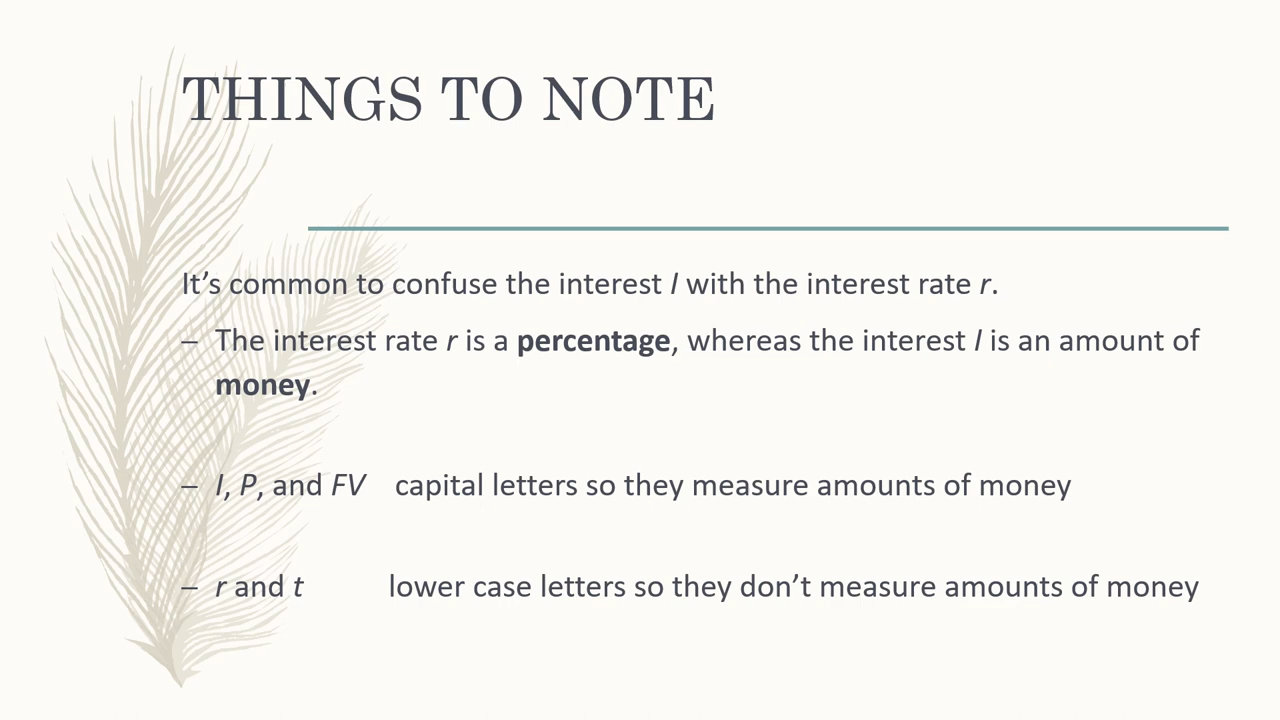 THINGS TO NOTE
It’s common to confuse the interest I with the interest rate r.
– The interest rate r is a percentage, whereas the interest I is an amount of
money.
– I, P, and FV capital letters so they measure amounts of money
– r and t lower case letters so they don’t measure amounts of money